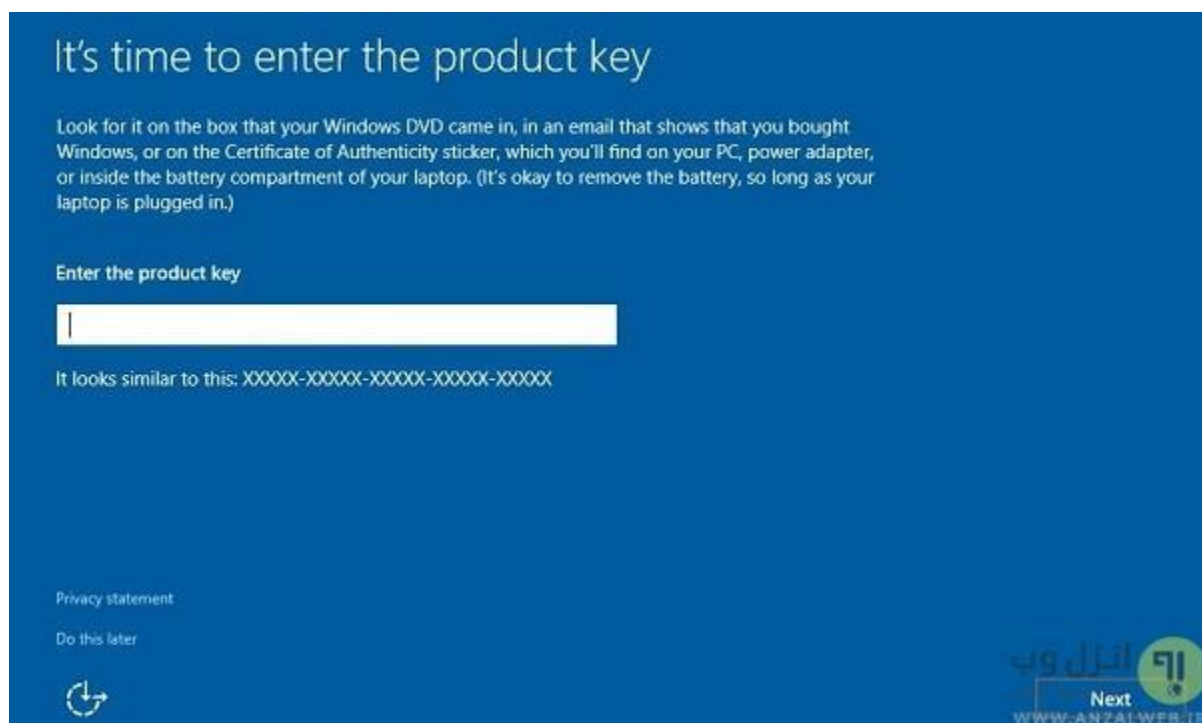 It's time to enter the product key
Look for it on the box that your Windows DVD came in, in an email that shows that you bought
Windows, or on the Certificate of Authenticity sticker, which you'll find on your PC, power adapter,
or inside the battery compartment of your laptop. (It's okay to remove the battery, so long as your
laptop is plugged in.)
Enter the product key
It looks similar to this: XXXXX-XXXXX-XXXXX-XXXXX-XXXXX
Privacy statement
Do this later
انزل وب
Next